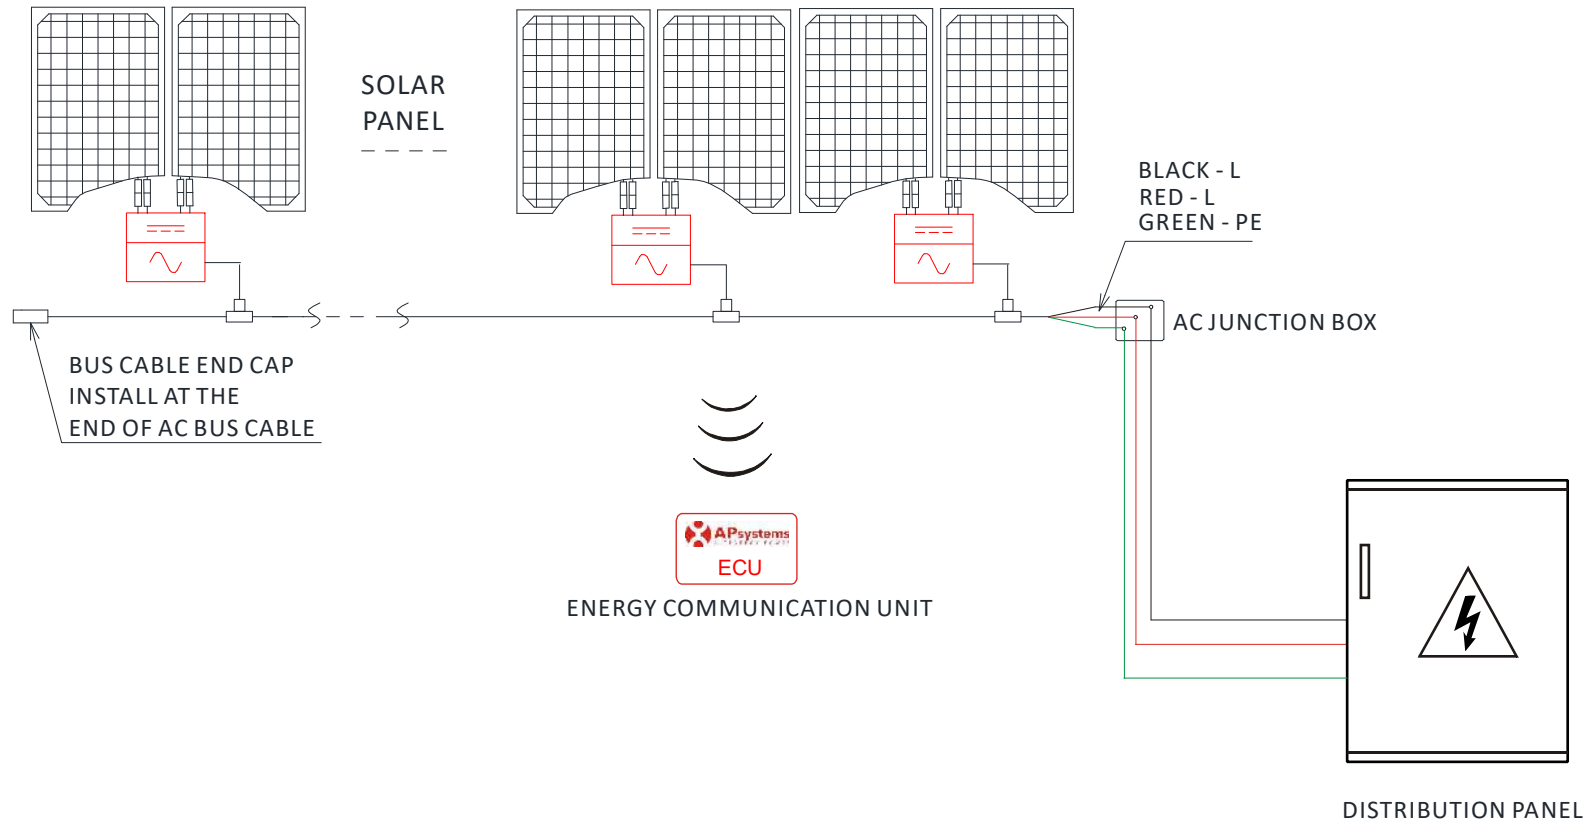 SOLAR
PANEL
BLACK - L
RED - L
GREEN - PE
AC JUNCTION BOX
BUS CABLE END CAP
INSTALL AT THE
END OF AC BUS CABLE
APsystems
ECU
ENERGY COMMUNICATION UNIT
DISTRIBUTION PANEL